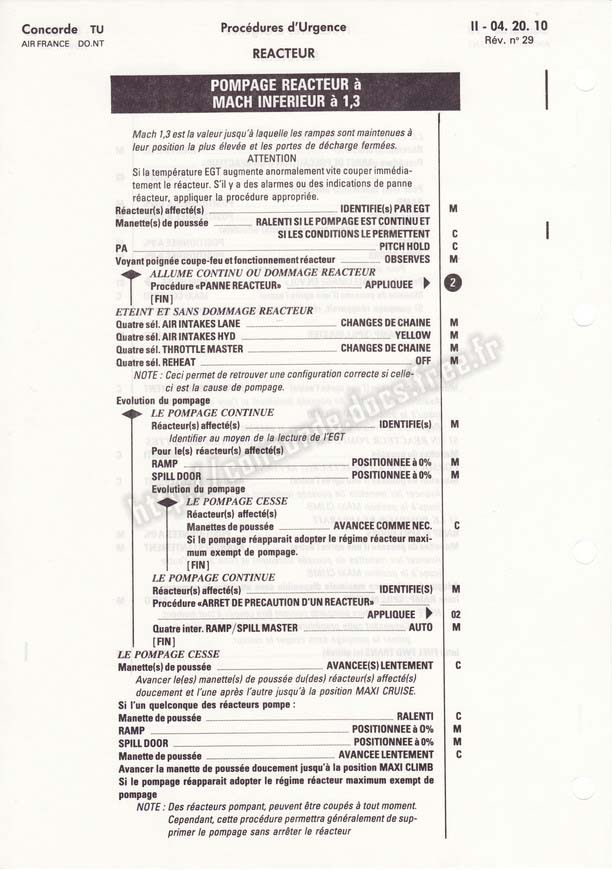 Concorde TU
AIR FRANCE DO.NT
Procédures d'Urgence
REACTEUR
II - 04. 20. 10
Rév. n° 29
POMPAGE REACTEUR à
MACH INFERIEUR à 1,3
Mach 1,3 est la valeur jusqu'à laquelle les rampes sont maintenues à
leur position la plus élevée et les portes de décharge fermées.
ATTENTION
Si la température EGT augmente anormalement vite couper immédia-
tement le réacteur. S'il y a des alarmes ou des indications de panne
réacteur, appliquer la procédure appropriée.
Réacteur(s) affecté(s) IDENTIFIE(s) PAR EGT M
Manette(s) de poussée RALENTI SI LE POMPAGE EST CONTINU ET
SI LES CONDITIONS LE PERMETTENT C
PA PITCH HOLD C
Voyant poignée coupe-feu et fonctionnement réacteur OBSERVES M
ALLUME CONTINU OU DOMMAGE REACTEUR
Procédure «PANNE REACTEUR» APPLIQUEE 2
[FIN]
ETEINT ET SANS DOMMAGE REACTEUR
Quatre sél. AIR INTAKES LANE CHANGES DE CHAINE M
Quatre sél. AIR INTAKES HYD YELLOW M
Quatre sél. THROTTLE MASTER CHANGES DE CHAINE M
Quatre sél. REHEAT OFF M
NOTE : Ceci permet de retrouver une configuration correcte si celle-
ci est la cause de pompage.
Evolution du pompage
LE POMPAGE CONTINUE
Réacteur(s) affecté(s) IDENTIFIE(s) M
Identifier au moyen de la lecture de l'EGT
Pour le(s) réacteur(s) affecté(s)
RAMP POSITIONNEE à 0% M
SPILL DOOR POSITIONNEE à 0% M
Evolution du pompage
LE POMPAGE CESSE
Réacteur(s) affecté(s)
Manettes de poussée AVANCEE COMME NEC. C
Si le pompage réapparait adopter le régime réacteur maxi-
mum exempt de pompage.
[FIN]
LE POMPAGE CONTINUE
Réacteur(s) affecté(s) IDENTIFIE(S) M
Procédure «ARRET DE PRECAUTION D'UN REACTEUR»
APPLIQUEE 02
Quatre inter. RAMP/SPILL MASTER AUTO M
[FIN]
LE POMPAGE CESSE
Manette(s) de poussée AVANCEE(S) LENTEMENT C
Avancer le(es) manette(s) de poussée du(des) réacteur(s) affecté(s)
doucement et l'une après l'autre jusqu'à la position MAXI CRUISE.
Si l'un quelconque des réacteurs pompe :
Manette de poussée RALENTI C
RAMP POSITIONNEE à 0% M
SPILL DOOR POSITIONNEE à 0% M
Manette de poussée AVANCEE LENTEMENT C
Avancer la manette de poussée doucement jusqu'à la position MAXI CLIMB
Si le pompage réapparait adopter le régime réacteur maximum exempt de
pompage
NOTE : Des réacteurs pompant, peuvent être coupés à tout moment.
Cependant, cette procédure permettra généralement de sup-
primer le pompage sans arrêter le réacteur
http://concorde.docs.free.fr